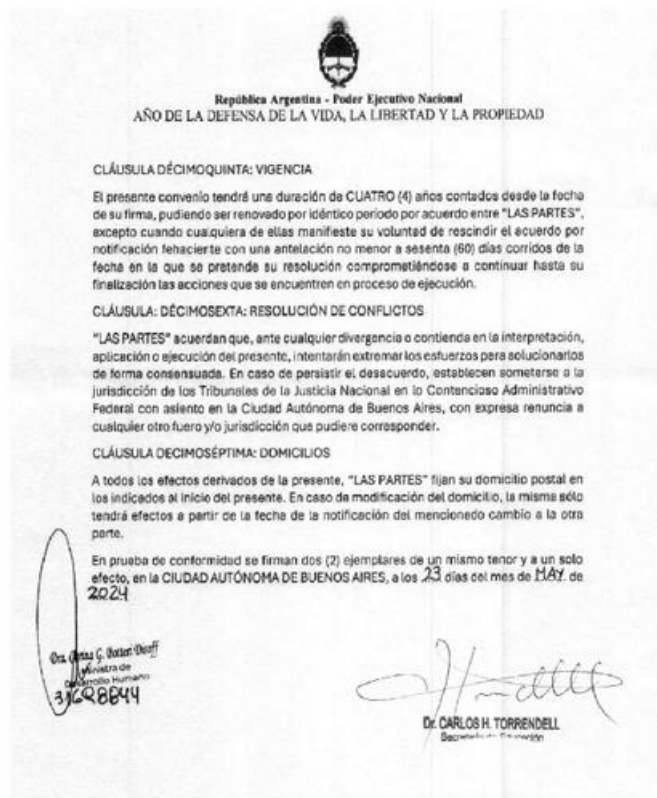 República Argentina - Poder Ejecutivo Nacional
AÑO DE LA DEFENSA DE LA VIDA, LA LIBERTAD Y LA PROPIEDAD
CLÁUSULA DÉCIMOQUINTA: VIGENCIA
El presente convenio tendrá una duración de CUATRO (4) años contados desde la fecha
de su firma, pudiendo ser renovado por idéntico periodo por acuerdo entre "LAS PARTES",
excepto cuando cualquiera de ellas manifieste su voluntad de rescindir el acuerdo por
notificación fehaciente con una antelación no menor a sesenta (60) días corridos de la
fecha en la que se pretende su resolución comprometiéndose a continuar hasta su
finalización las acciones que se encuentren en proceso de ejecución.
CLÁUSULA: DÉCIMOSEXTA: RESOLUCIÓN DE CONFLICTOS
"LAS PARTES" acuerdan que, ante cualquier divergencia o contienda en la interpretación,
aplicación o ejecución del presente, intentarán extremar los esfuerzos para solucionarlos
de forma consensuada. En caso de persistir el desacuerdo, establecen someterse a la
jurisdicción de los Tribunales de la Justicia Nacional en lo Contencioso Administrativo
Federal con asiento en la Ciudad Autónoma de Buenos Aires, con expresa renuncia a
cualquier otro fuero y/o jurisdicción que pudiere corresponder.
CLÁUSULA DECIMOSÉPTIMA: DOMICILIOS
A todos los efectos derivados de la presente, "LAS PARTES" fijan su domicilio postal en
los indicados al inicio del presente. En caso de modificación del domicilio, la misma sólo
tendrá efectos a partir de la fecha de la notificación del mencionado cambio a la otra
parte.
En prueba de conformidad se firman dos (2) ejemplares de un mismo tenor y a un solo
efecto, en la CIUDAD AUTÓNOMA DE BUENOS AIRES, a los 23 días del mes de MAY. de
2024
Dra. G.
Ministra de
Desarrollo Humano
31628844
Dr. CARLOS H. TORRENDELL
Secretario de Educación